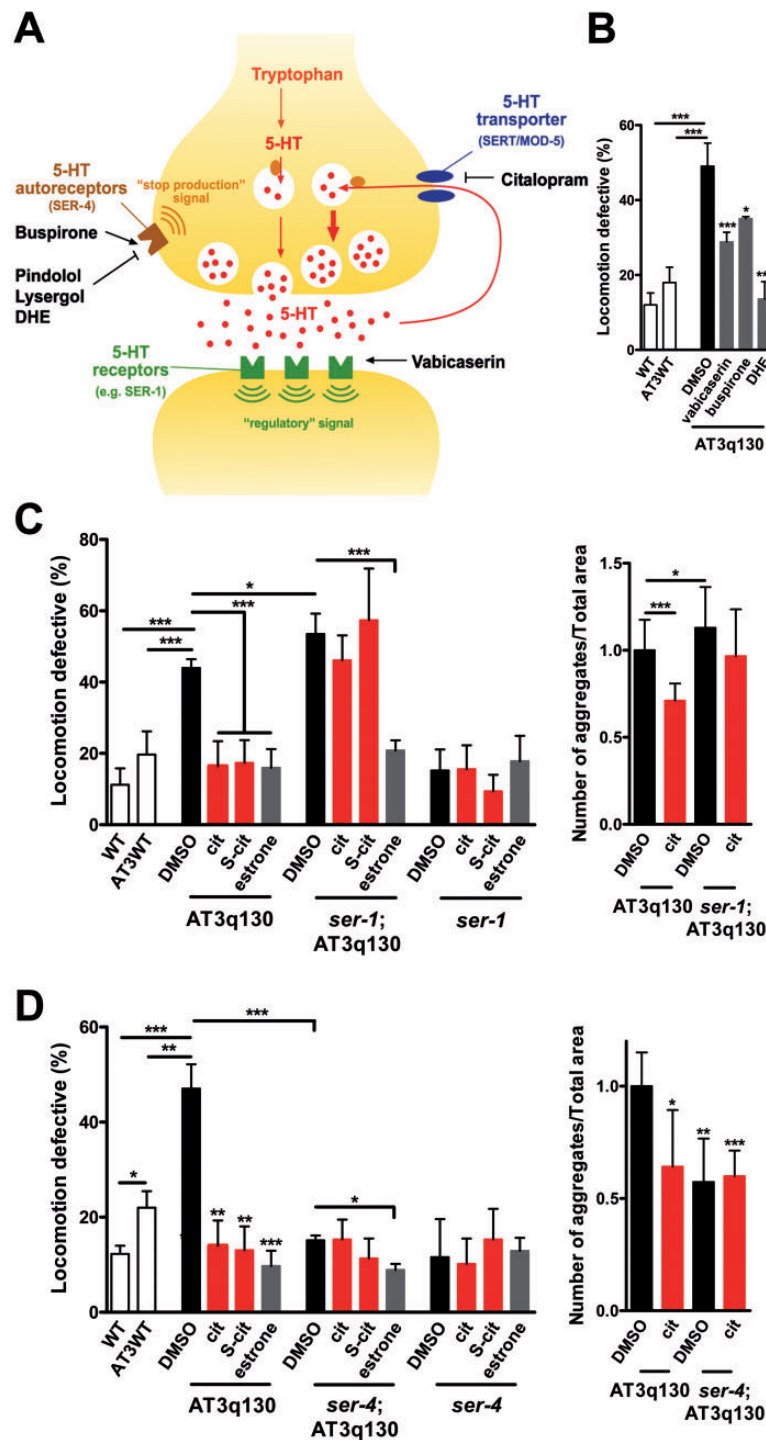 A
Tryptophan
5-HT
5-HT
transporter
(SERT/MOD-5)
Citalopram
5-HT
autoreceptors
(SER-4)
"stop production"
signal
Buspirone
Pindolol
Lysergol
DHE
5-HT
5-HT
receptors
(e.g. SER-1)
Vabicaserin
"regulatory" signal
B
Locomotion defective (%)
60
40
20
0
***
***
***
*
**
WT
AT3WT
DMSO
vabicaserin
buspirone
DHE
AT3q130
C
Locomotion defective (%)
80
60
40
20
0
***
***
***
*
***
WT
AT3WT
DMSO
cit
S-cit
estrone
DMSO
cit
S-cit
estrone
DMSO
cit
S-cit
estrone
AT3q130
ser-1;
AT3q130
ser-1
Number of aggregates/Total area
1.5
1.0
0.5
0.0
*
***
DMSO
cit
DMSO
cit
AT3q130
ser-1;
AT3q130
D
Locomotion defective (%)
60
40
20
0
***
**
*
***
**
**
***
*
WT
AT3WT
DMSO
cit
S-cit
estrone
DMSO
cit
S-cit
estrone
DMSO
cit
S-cit
estrone
AT3q130
ser-4;
AT3q130
ser-4
Number of aggregates/Total area
1.0
0.5
0.0
*
**
***
DMSO
cit
DMSO
cit
AT3q130
ser-4;
AT3q130